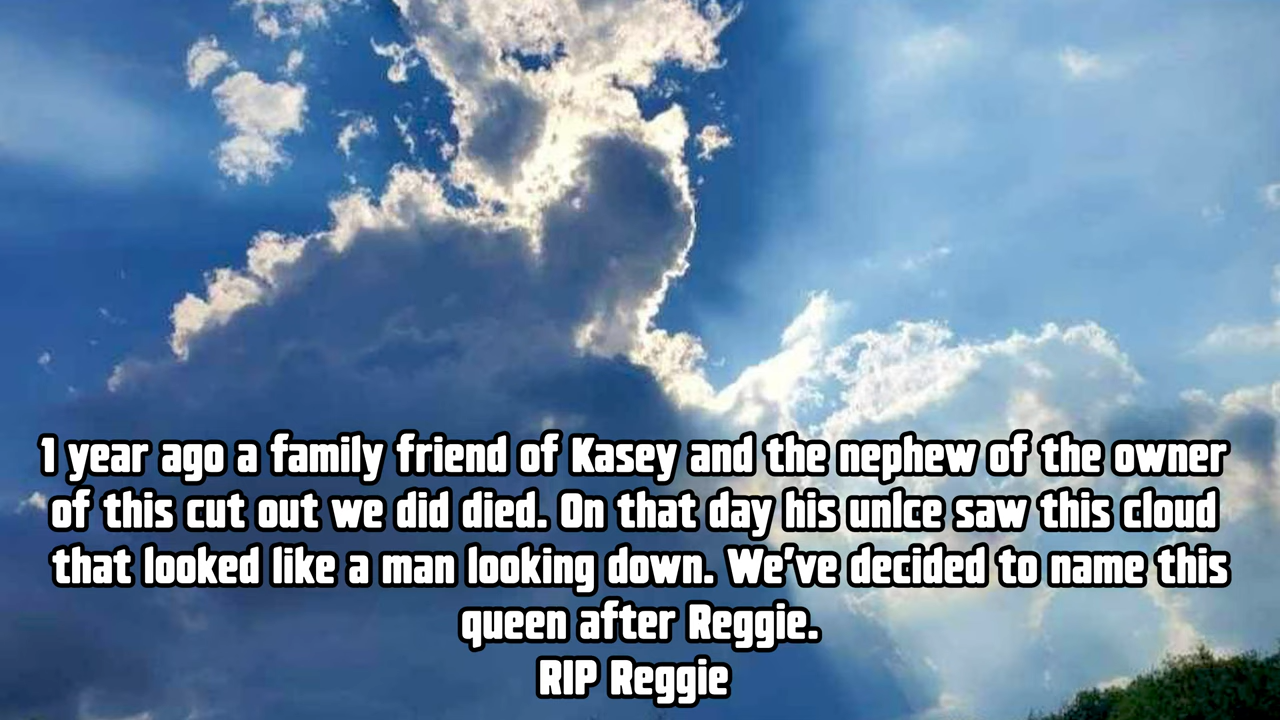 1 year ago a family friend of Kasey and the nephew of the owner
of this cut out we did died. On that day his unlce saw this cloud
that looked like a man looking down. We've decided to name this
queen after Reggie.
RIP Reggie